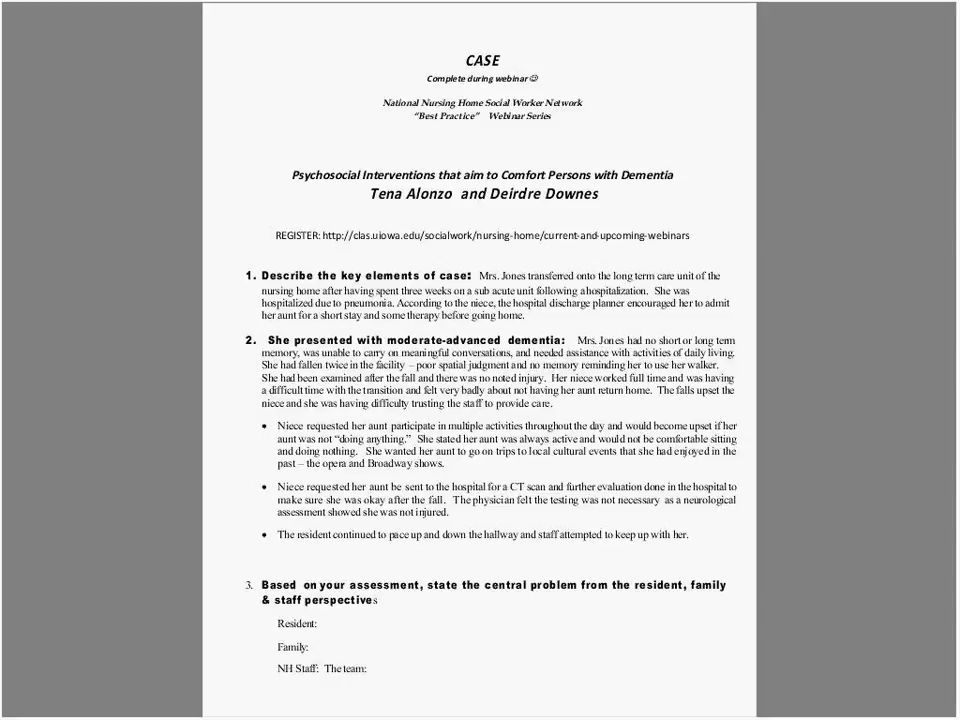 CASE
Complete during webinar ☺
National Nursing Home Social Worker Network
“Best Practice” Webinar Series
Psychosocial Interventions that aim to Comfort Persons with Dementia
Tena Alonzo and Deirdre Downes
REGISTER: http://clas.uiowa.edu/socialwork/nursing-home/current-and-upcoming-webinars
1. Describe the key elements of case: Mrs. Jones transferred onto the long term care unit of the
nursing home after having spent three weeks on a sub acute unit following a hospitalization. She was
hospitalized due to pneumonia. According to the niece, the hospital discharge planner encouraged her to admit
her aunt for a short stay and some therapy before going home.
2. She presented with moderate-advanced dementia: Mrs. Jones had no short or long term
memory, was unable to carry on meaningful conversations, and needed assistance with activities of daily living.
She had fallen twice in the facility – poor spatial judgment and no memory reminding her to use her walker.
She had been examined after the fall and there was no noted injury. Her niece worked full time and was having
a difficult time with the transition and felt very badly about not having her aunt return home. The falls upset the
niece and she was having difficulty trusting the staff to provide care.
• Niece requested her aunt participate in multiple activities throughout the day and would become upset if her
aunt was not “doing anything.” She stated her aunt was always active and would not be comfortable sitting
and doing nothing. She wanted her aunt to go on trips to local cultural events that she had enjoyed in the
past – the opera and Broadway shows.
• Niece requested her aunt be sent to the hospital for a CT scan and further evaluation done in the hospital to
make sure she was okay after the fall. The physician felt the testing was not necessary as a neurological
assessment showed she was not injured.
• The resident continued to pace up and down the hallway and staff attempted to keep up with her.
3. Based on your assessment, state the central problem from the resident, family
& staff perspectives
Resident:
Family:
NH Staff: The team: